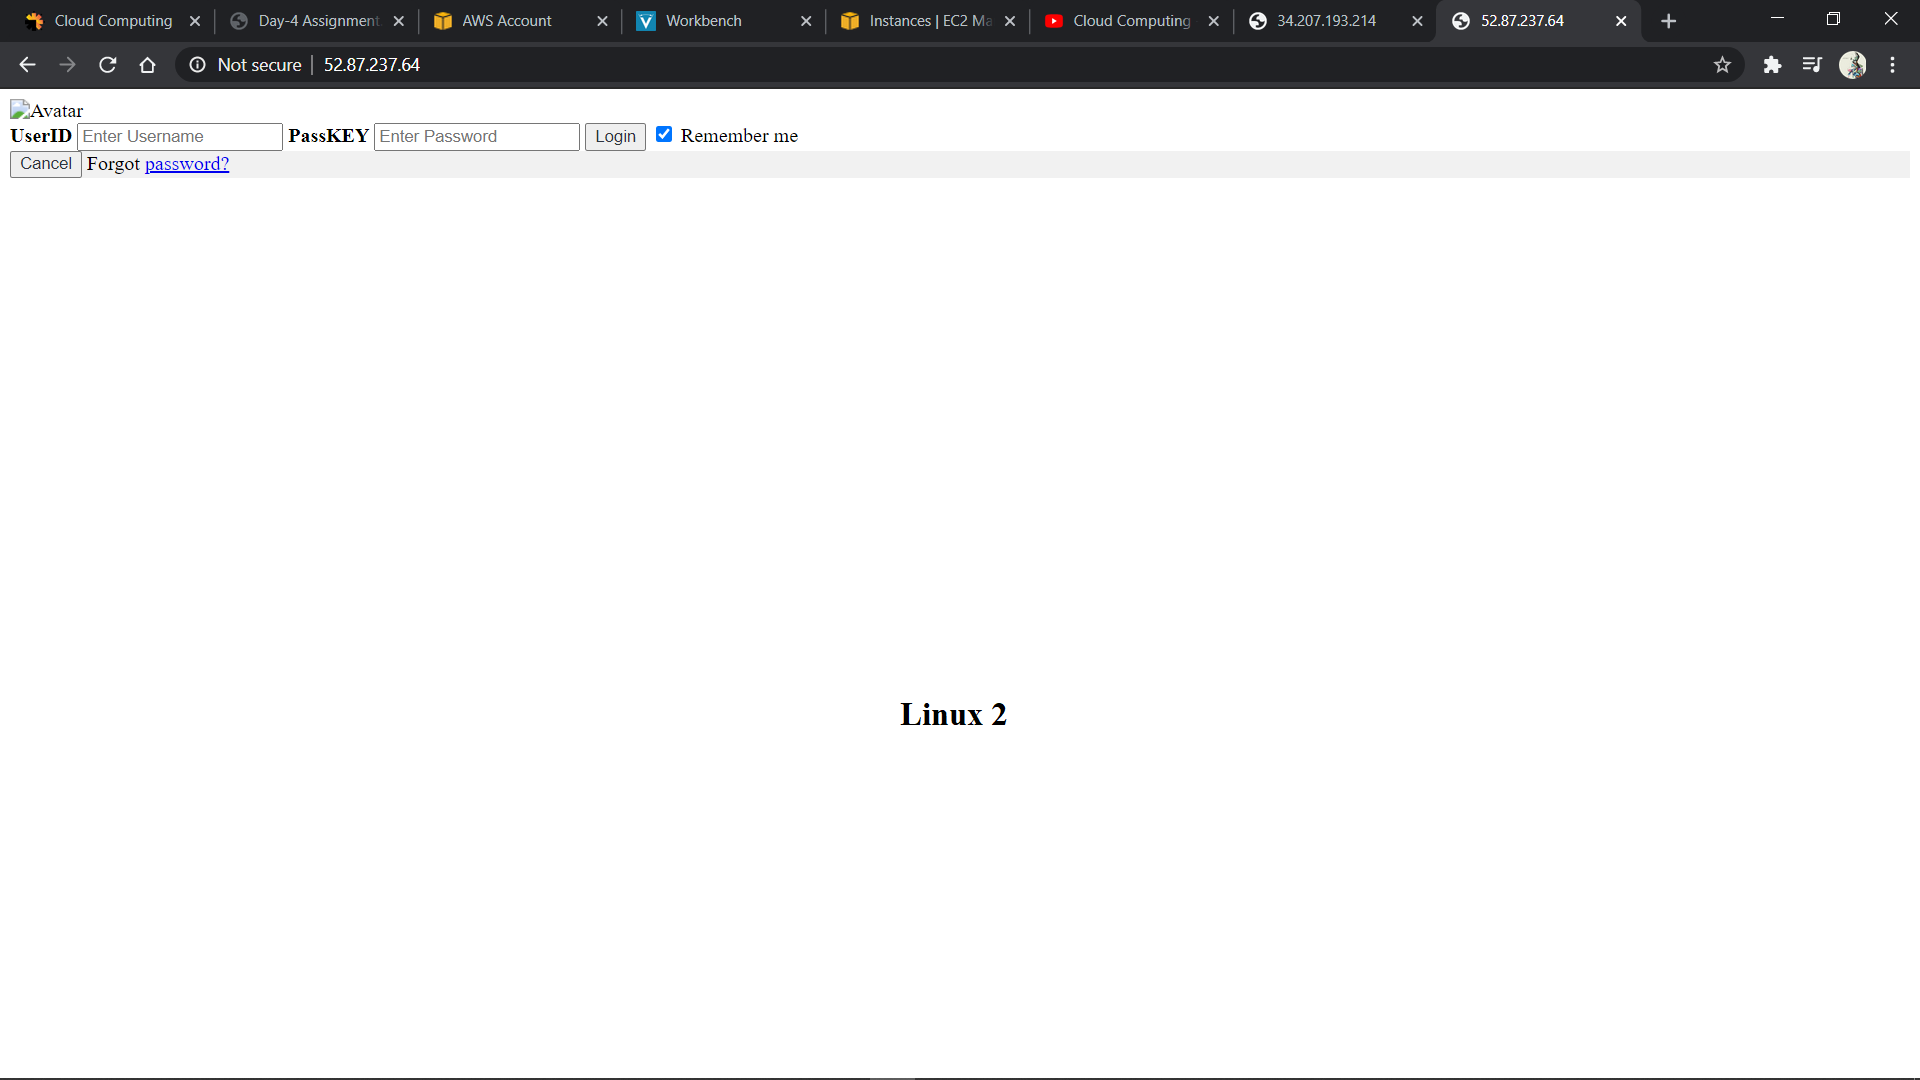 Cloud Computing
Day-4 Assignment
AWS Account
Workbench
Instances | EC2 Ma
Cloud Computing
34.207.193.214
52.87.237.64
Not secure | 52.87.237.64
Avatar
UserID Enter Username PassKEY Enter Password Login Remember me
Cancel Forgot password?
Linux 2